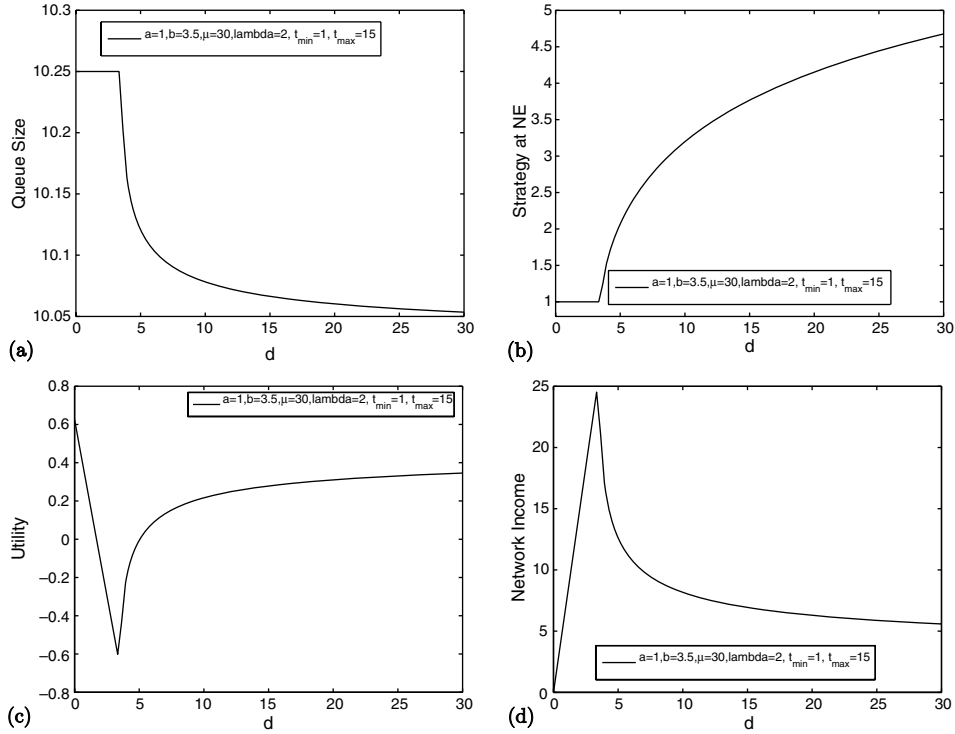 10.3
a=1,b=3.5,μ=30,lambda=2, t_min=1, t_max=15
10.25
10.2
10.15
10.1
10.05
Queue Size
0 5 10 15 20 25 30
d
(a)
5
4.5
4
3.5
3
2.5
2
1.5
1
Strategy at NE
a=1,b=3.5,μ=30,lambda=2, t_min=1, t_max=15
0 5 10 15 20 25 30
d
(b)
0.8
a=1,b=3.5,μ=30,lambda=2, t_min=1, t_max=15
0.6
0.4
0.2
0
−0.2
−0.4
−0.6
−0.8
Utility
0 5 10 15 20 25 30
d
(c)
25
20
15
10
5
0
Network Income
a=1,b=3.5,μ=30,lambda=2, t_min=1, t_max=15
0 5 10 15 20 25 30
d
(d)